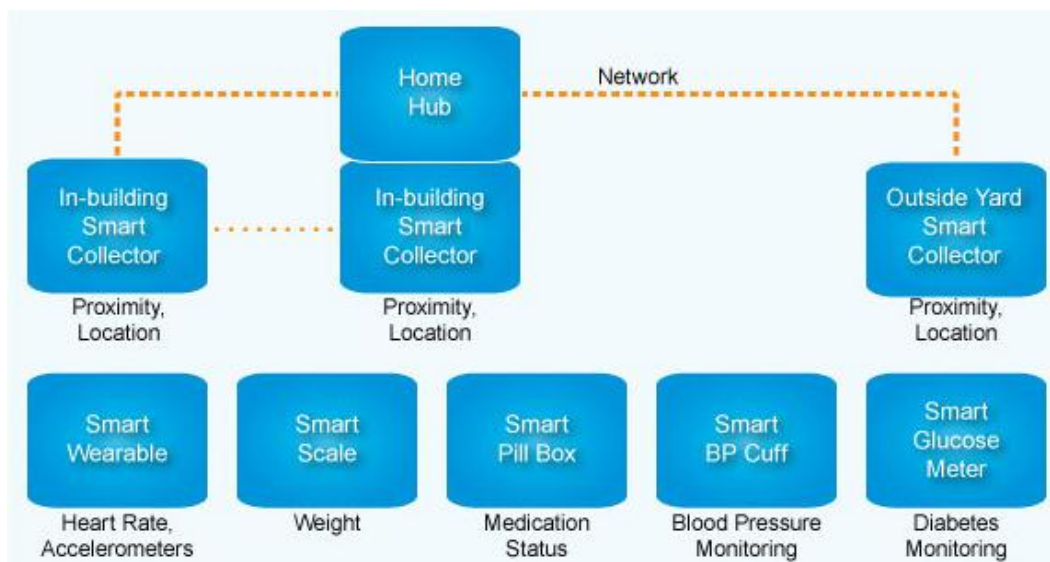 Home
Hub
Network
In-building
Smart
Collector
In-building
Smart
Collector
Outside Yard
Smart
Collector
Proximity,
Location
Proximity,
Location
Proximity,
Location
Smart
Wearable
Smart
Scale
Smart
Pill Box
Smart
BP Cuff
Smart
Glucose
Meter
Heart Rate,
Accelerometers
Weight
Medication
Status
Blood Pressure
Monitoring
Diabetes
Monitoring